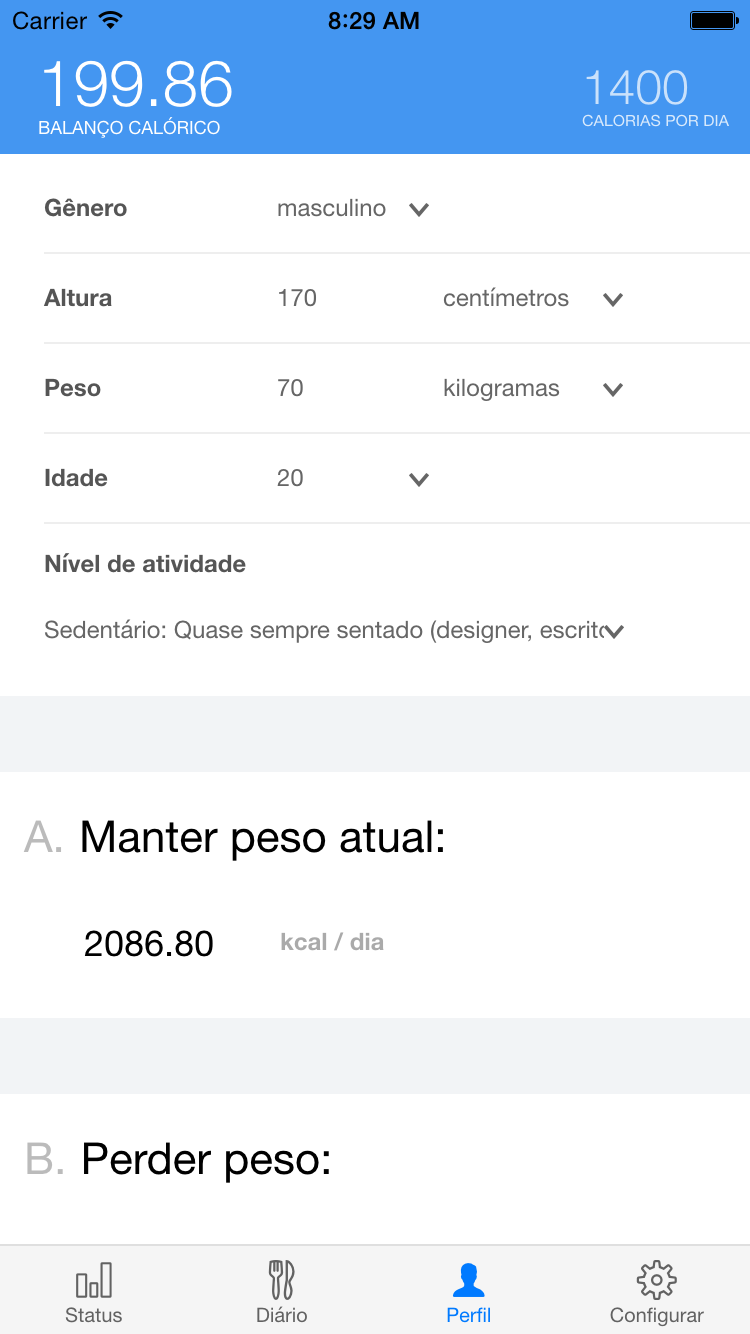 Carrier 8:29 AM
199.86 1400
BALANÇO CALÓRICO CALORIAS POR DIA
Gênero masculino
Altura 170 centímetros
Peso 70 kilogramas
Idade 20
Nível de atividade
Sedentário: Quase sempre sentado (designer, escrito
A. Manter peso atual:
2086.80 kcal / dia
B. Perder peso:
Status Diário Perfil Configurar